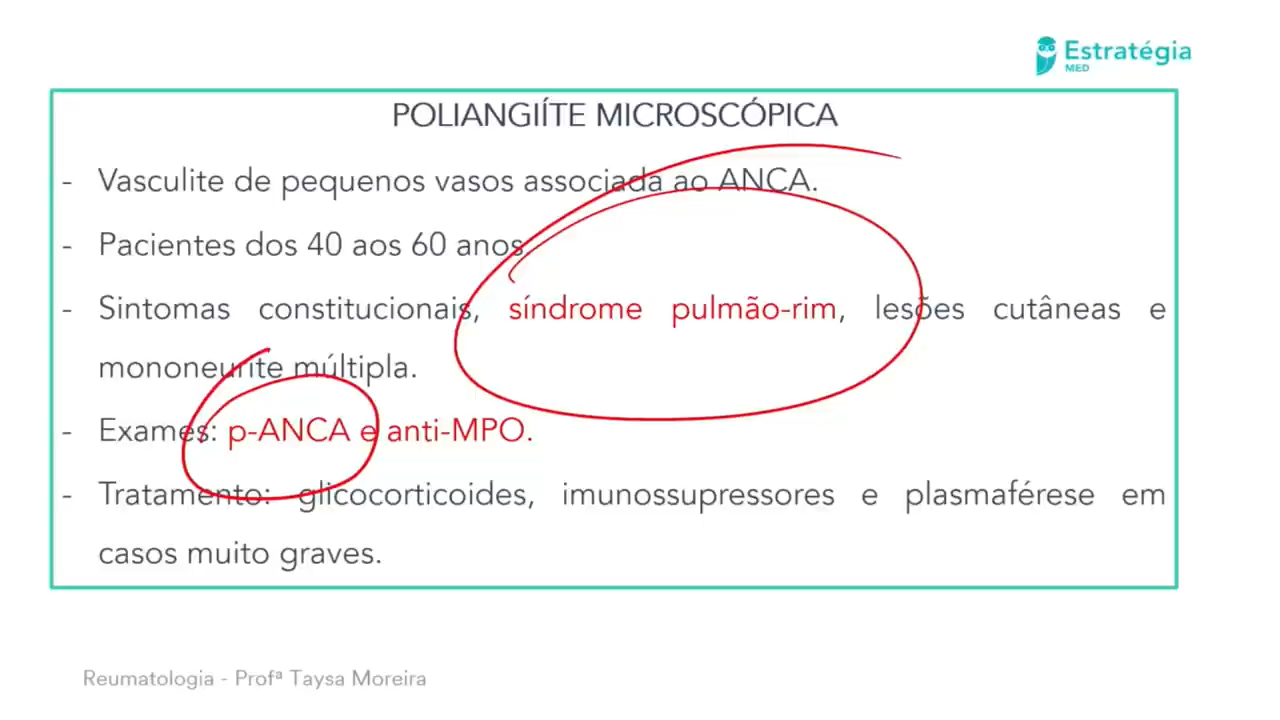 Estratégia
MED
POLIANGIÍTE MICROSCÓPICA
- Vasculite de pequenos vasos associada ao ANCA.
- Pacientes dos 40 aos 60 anos.
- Sintomas constitucionais, síndrome pulmão-rim, lesões cutâneas e
mononeurite múltipla.
- Exames: p-ANCA e anti-MPO.
- Tratamento: glicocorticoides, imunossupressores e plasmaférese em
casos muito graves.
Reumatologia - Profª Taysa Moreira